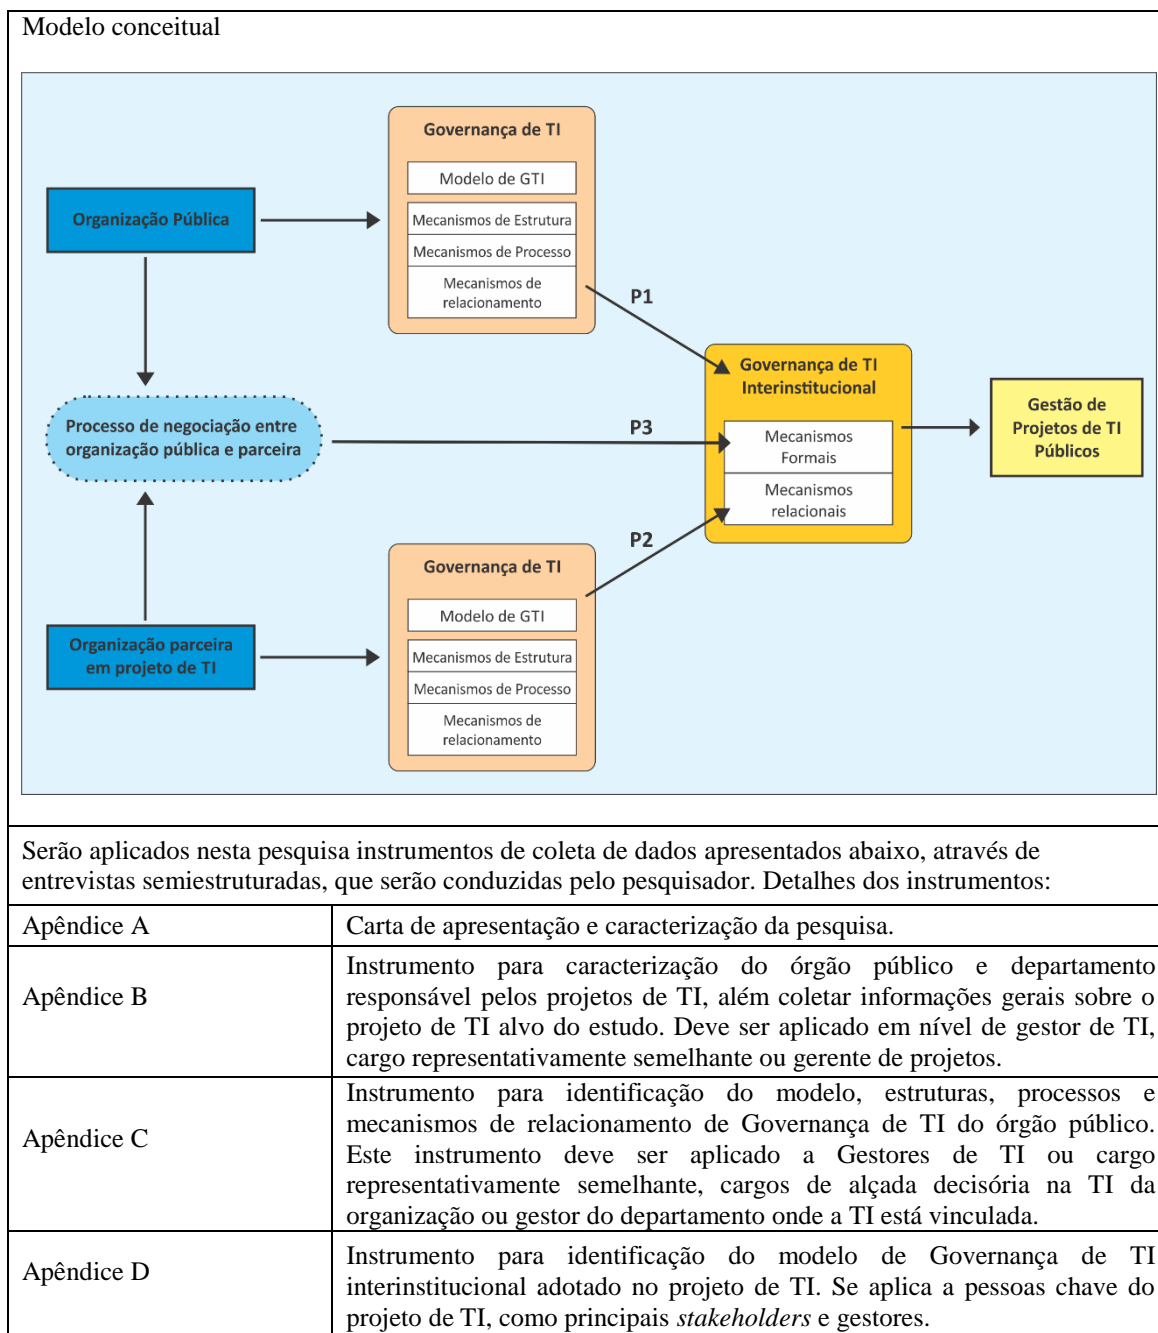 Modelo conceitual
Governança de TI
Modelo de GTI
Mecanismos de Estrutura
Mecanismos de Processo
Mecanismos de
relacionamento
Organização Pública
P1
Governança de TI
Interinstitucional
Mecanismos
Formais
Mecanismos
relacionais
Gestão de
Projetos de TI
Públicos
Processo de negociação entre
organização pública e parceira
P3
P2
Governança de TI
Modelo de GTI
Mecanismos de Estrutura
Mecanismos de Processo
Mecanismos de
relacionamento
Organização parceira
em projeto de TI
Serão aplicados nesta pesquisa instrumentos de coleta de dados apresentados abaixo, através de
entrevistas semiestruturadas, que serão conduzidas pelo pesquisador. Detalhes dos instrumentos:
Apêndice A
Carta de apresentação e caracterização da pesquisa.
Apêndice B
Instrumento para caracterização do órgão público e departamento
responsável pelos projetos de TI, além coletar informações gerais sobre o
projeto de TI alvo do estudo. Deve ser aplicado em nível de gestor de TI,
cargo representativamente semelhante ou gerente de projetos.
Apêndice C
Instrumento para identificação do modelo, estruturas, processos e
mecanismos de relacionamento de Governança de TI do órgão público.
Este instrumento deve ser aplicado a Gestores de TI ou cargo
representativamente semelhante, cargos de alçada decisória na TI da
organização ou gestor do departamento onde a TI está vinculada.
Apêndice D
Instrumento para identificação do modelo de Governança de TI
interinstitucional adotado no projeto de TI. Se aplica a pessoas chave do
projeto de TI, como principais stakeholders e gestores.